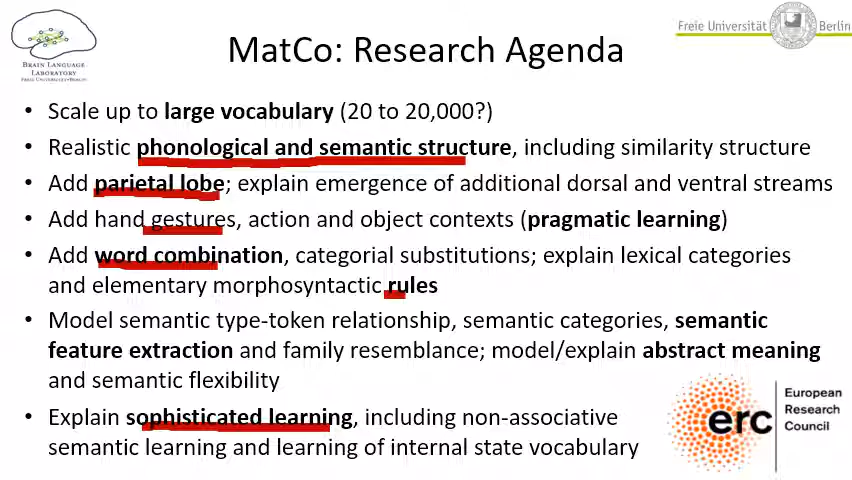 BRAIN LANGUAGE
LABORATORY
FREIE UNIVERSITÄT BERLIN
Freie Universität Berlin
MatCo: Research Agenda
• Scale up to large vocabulary (20 to 20,000?)
• Realistic phonological and semantic structure, including similarity structure
• Add parietal lobe; explain emergence of additional dorsal and ventral streams
• Add hand gestures, action and object contexts (pragmatic learning)
• Add word combination, categorial substitutions; explain lexical categories
and elementary morphosyntactic rules
• Model semantic type-token relationship, semantic categories, semantic
feature extraction and family resemblance; model/explain abstract meaning
and semantic flexibility
• Explain sophisticated learning, including non-associative
semantic learning and learning of internal state vocabulary
erc
European
Research
Council